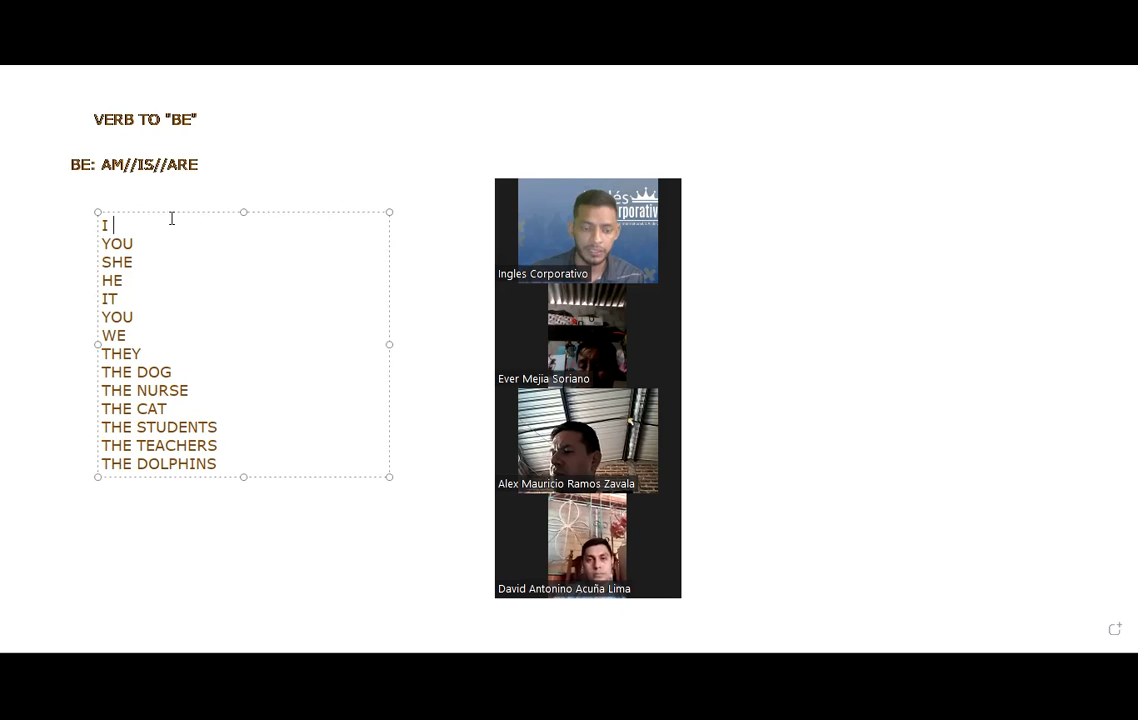 VERB TO "BE"
BE: AM//IS//ARE
I
YOU
SHE
HE
IT
YOU
WE
THEY
THE DOG
THE NURSE
THE CAT
THE STUDENTS
THE TEACHERS
THE DOLPHINS
Ingles Corporativo
Ever Mejia Soriano
Alex Mauricio Ramos Zavala
David Antonino Acuña Lima